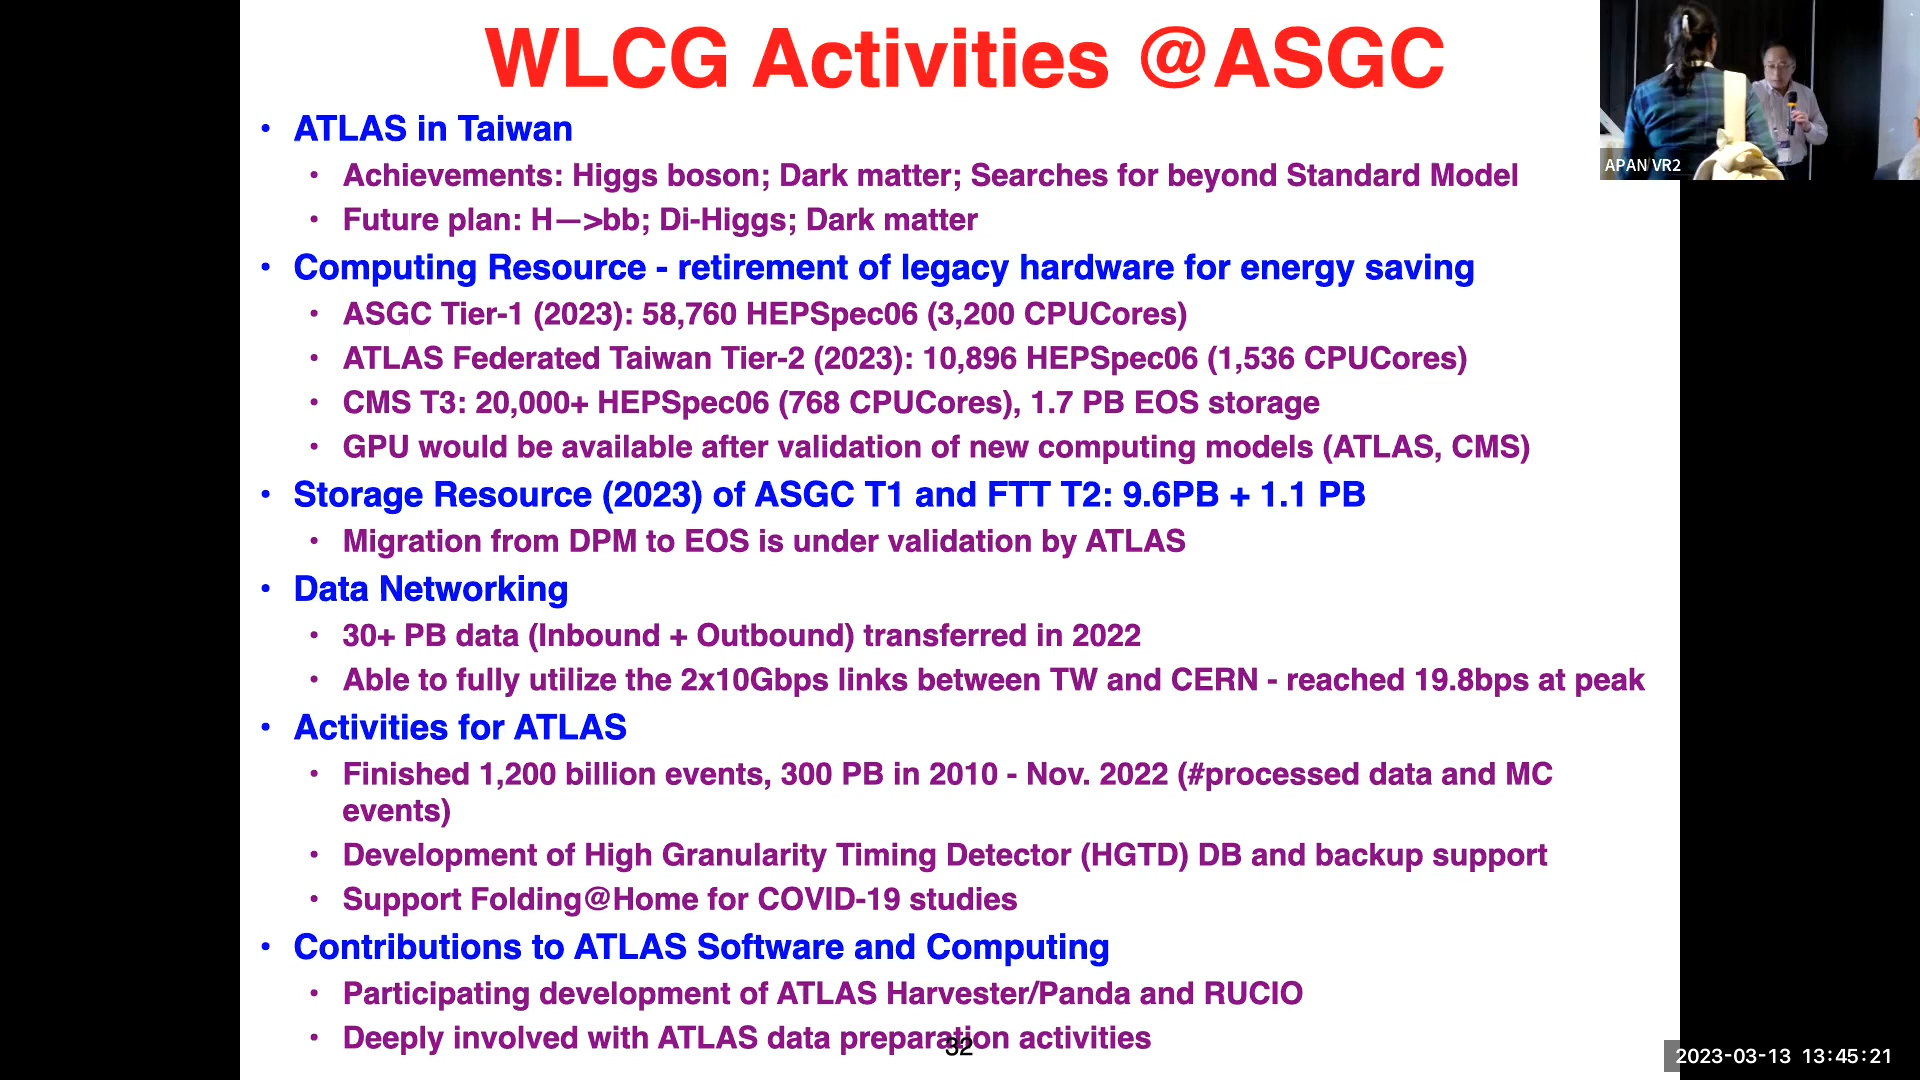 WLCG Activities @ASGC
• ATLAS in Taiwan
• Achievements: Higgs boson; Dark matter; Searches for beyond Standard Model
• Future plan: H—>bb; Di-Higgs; Dark matter
• Computing Resource - retirement of legacy hardware for energy saving
• ASGC Tier-1 (2023): 58,760 HEPSpec06 (3,200 CPUCores)
• ATLAS Federated Taiwan Tier-2 (2023): 10,896 HEPSpec06 (1,536 CPUCores)
• CMS T3: 20,000+ HEPSpec06 (768 CPUCores), 1.7 PB EOS storage
• GPU would be available after validation of new computing models (ATLAS, CMS)
• Storage Resource (2023) of ASGC T1 and FTT T2: 9.6PB + 1.1 PB
• Migration from DPM to EOS is under validation by ATLAS
• Data Networking
• 30+ PB data (Inbound + Outbound) transferred in 2022
• Able to fully utilize the 2x10Gbps links between TW and CERN - reached 19.8bps at peak
• Activities for ATLAS
• Finished 1,200 billion events, 300 PB in 2010 - Nov. 2022 (#processed data and MC
events)
• Development of High Granularity Timing Detector (HGTD) DB and backup support
• Support Folding@Home for COVID-19 studies
• Contributions to ATLAS Software and Computing
• Participating development of ATLAS Harvester/Panda and RUCIO
• Deeply involved with ATLAS data preparation activities
32
APAN VR2
2023-03-13 13:45:21